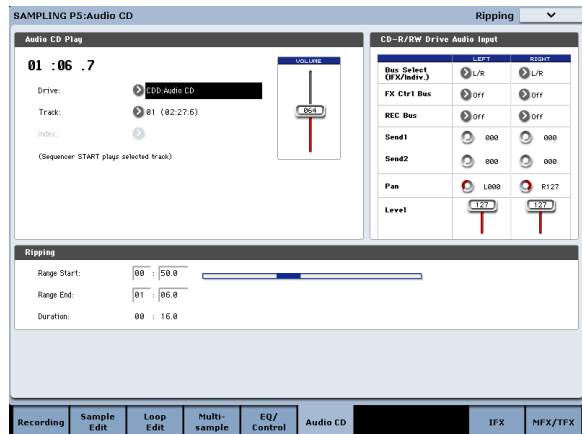 SAMPLING P5:Audio CD
Ripping
Audio CD Play
01 :06 .7
Drive: CDD:Audio CD
Track: 01 (02:27.6)
Index:
(Sequencer START plays selected track)
VOLUME
064
CD-R/RW Drive Audio Input
LEFT RIGHT
Bus Select (IFX/Indiv.) L/R L/R
FX Ctrl Bus Off Off
REC Bus Off Off
Send1 000 000
Send2 000 000
Pan L000 R127
Level 127 127
Ripping
Range Start: 00 : 50.0
Range End: 01 : 06.0
Duration: 00 : 16.0
Recording Sample Edit Loop Edit Multi-sample EQ/Control Audio CD IFX MFX/TFX